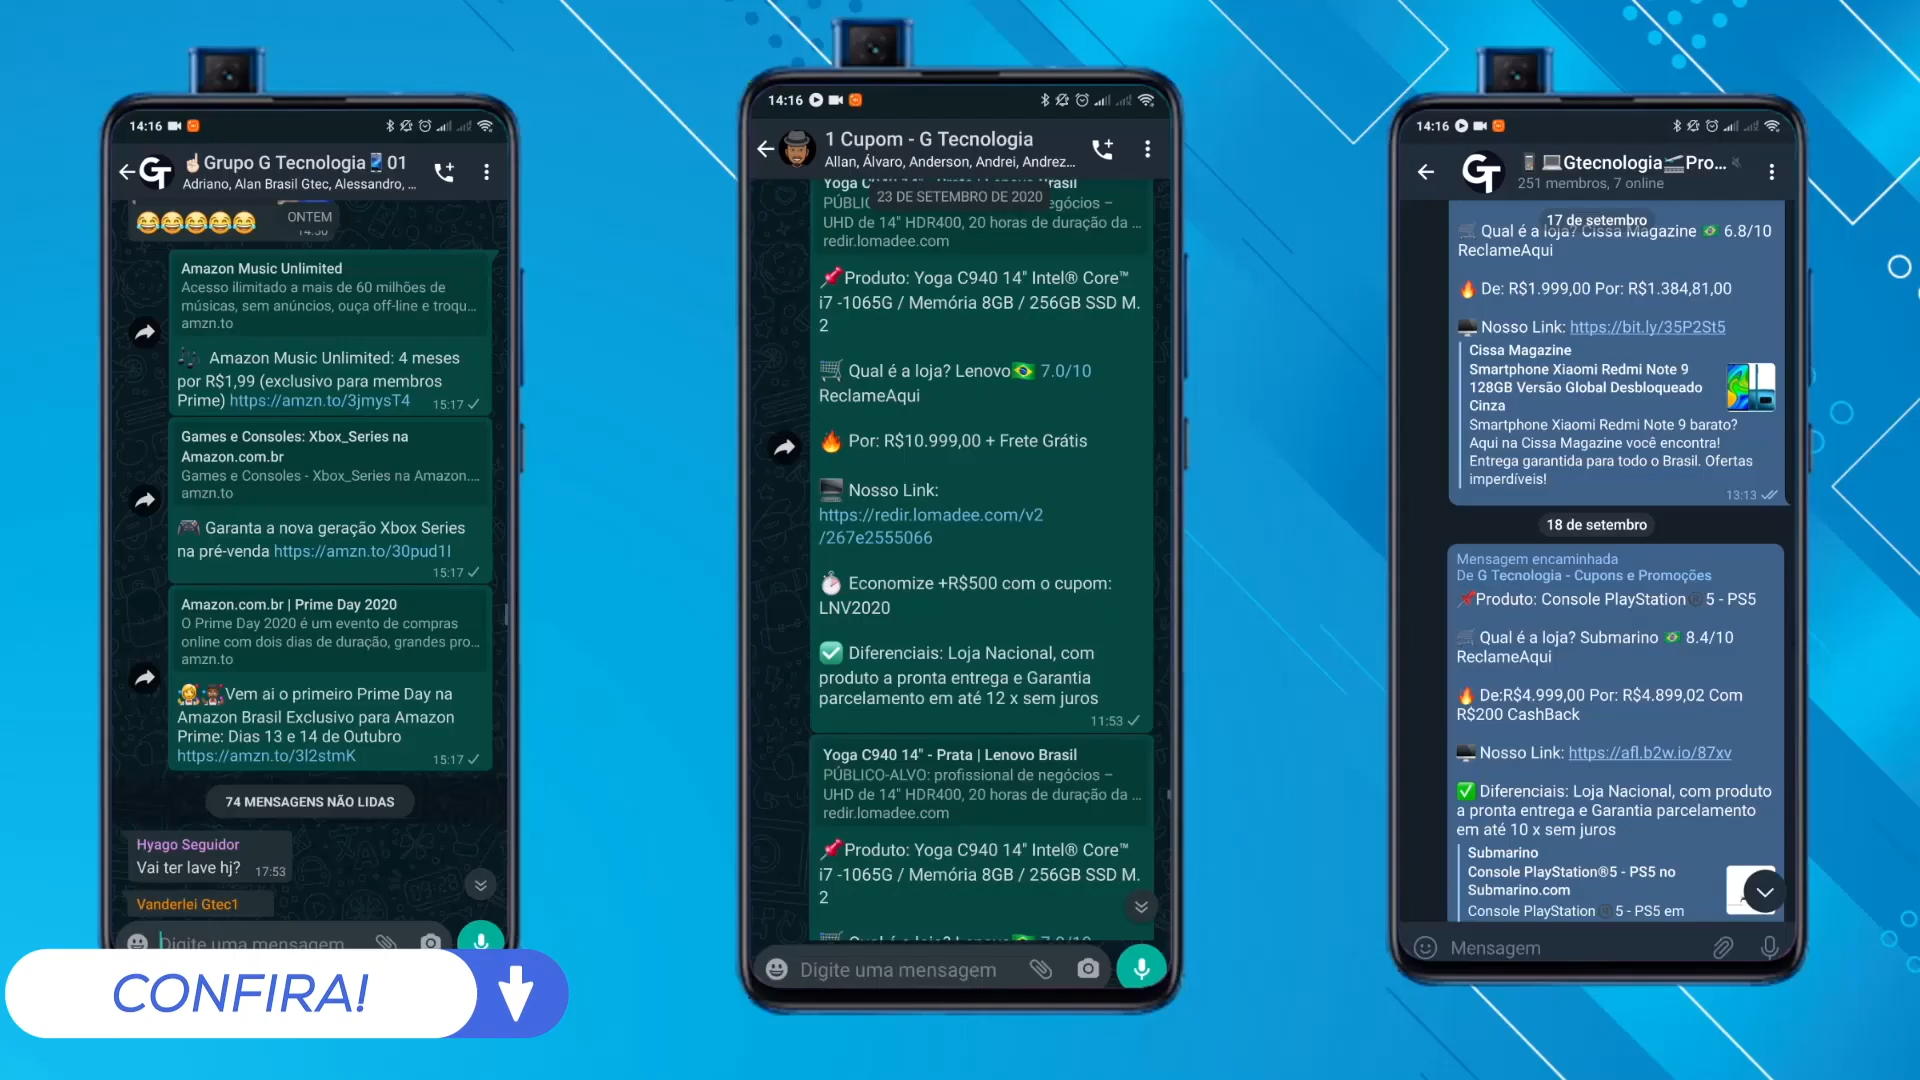 14:16
Grupo G Tecnologia 01
Adriano, Alan Brasil Gtec, Alessandro, ...
ONTEM
14:30
Amazon Music Unlimited
Acesso ilimitado a mais de 60 milhões de
músicas, sem anúncios, ouça off-line e troqu...
amzn.to
Amazon Music Unlimited: 4 meses
por R$1,99 (exclusivo para membros
Prime) https://amzn.to/3jmysT4 15:17
Games e Consoles: Xbox_Series na
Amazon.com.br
Games e Consoles - Xbox_Series na Amazon....
amzn.to
Garanta a nova geração Xbox Series
na pré-venda https://amzn.to/30pud1I
15:17
Amazon.com.br | Prime Day 2020
O Prime Day 2020 é um evento de compras
online com dois dias de duração, grandes pro...
amzn.to
Vem ai o primeiro Prime Day na
Amazon Brasil Exclusivo para Amazon
Prime: Dias 13 e 14 de Outubro
https://amzn.to/3l2stmK 15:17
74 MENSAGENS NÃO LIDAS
Hyago Seguidor
Vai ter lave hj? 17:53
Vanderlei Gtec1
Digite uma mensagem
CONFIRA!
14:16
1 Cupom - G Tecnologia
Allan, Álvaro, Anderson, Andrei, Andrez...
23 DE SETEMBRO DE 2020
UHD de 14" HDR400, 20 horas de duração da ...
redir.lomadee.com
Produto: Yoga C940 14" Intel® Core™
i7 -1065G / Memória 8GB / 256GB SSD M.
2
Qual é a loja? Lenovo 7.0/10
ReclameAqui
Por: R$10.999,00 + Frete Grátis
Nosso Link:
https://redir.lomadee.com/v2
/267e2555066
Economize +R$500 com o cupom:
LNV2020
Diferenciais: Loja Nacional, com
produto a pronta entrega e Garantia
parcelamento em até 12 x sem juros
11:53
Yoga C940 14" - Prata | Lenovo Brasil
PÚBLICO-ALVO: profissional de negócios –
UHD de 14" HDR400, 20 horas de duração da ...
redir.lomadee.com
Produto: Yoga C940 14" Intel® Core™
i7 -1065G / Memória 8GB / 256GB SSD M.
2
Digite uma mensagem
14:16
GT Gtecnologia Pro...
251 membros, 7 online
17 de setembro
Qual é a loja? Cissa Magazine 6.8/10
ReclameAqui
De: R$1.999,00 Por: R$1.384,81,00
Nosso Link: https://bit.ly/35P2St5
Cissa Magazine
Smartphone Xiaomi Redmi Note 9
128GB Versão Global Desbloqueado
Cinza
Smartphone Xiaomi Redmi Note 9 barato?
Aqui na Cissa Magazine você encontra!
Entrega garantida para todo o Brasil. Ofertas
imperdíveis!
13:13
18 de setembro
Mensagem encaminhada
De G Tecnologia - Cupons e Promoções
Produto: Console PlayStation®5 - PS5
Qual é a loja? Submarino 8.4/10
ReclameAqui
De:R$4.999,00 Por: R$4.899,02 Com
R$200 CashBack
Nosso Link: https://afl.b2w.io/87xv
Diferenciais: Loja Nacional, com produto
a pronta entrega e Garantia parcelamento
em até 10 x sem juros
Submarino
Console PlayStation®5 - PS5 no
Submarino.com
Console PlayStation®5 - PS5 em
Mensagem